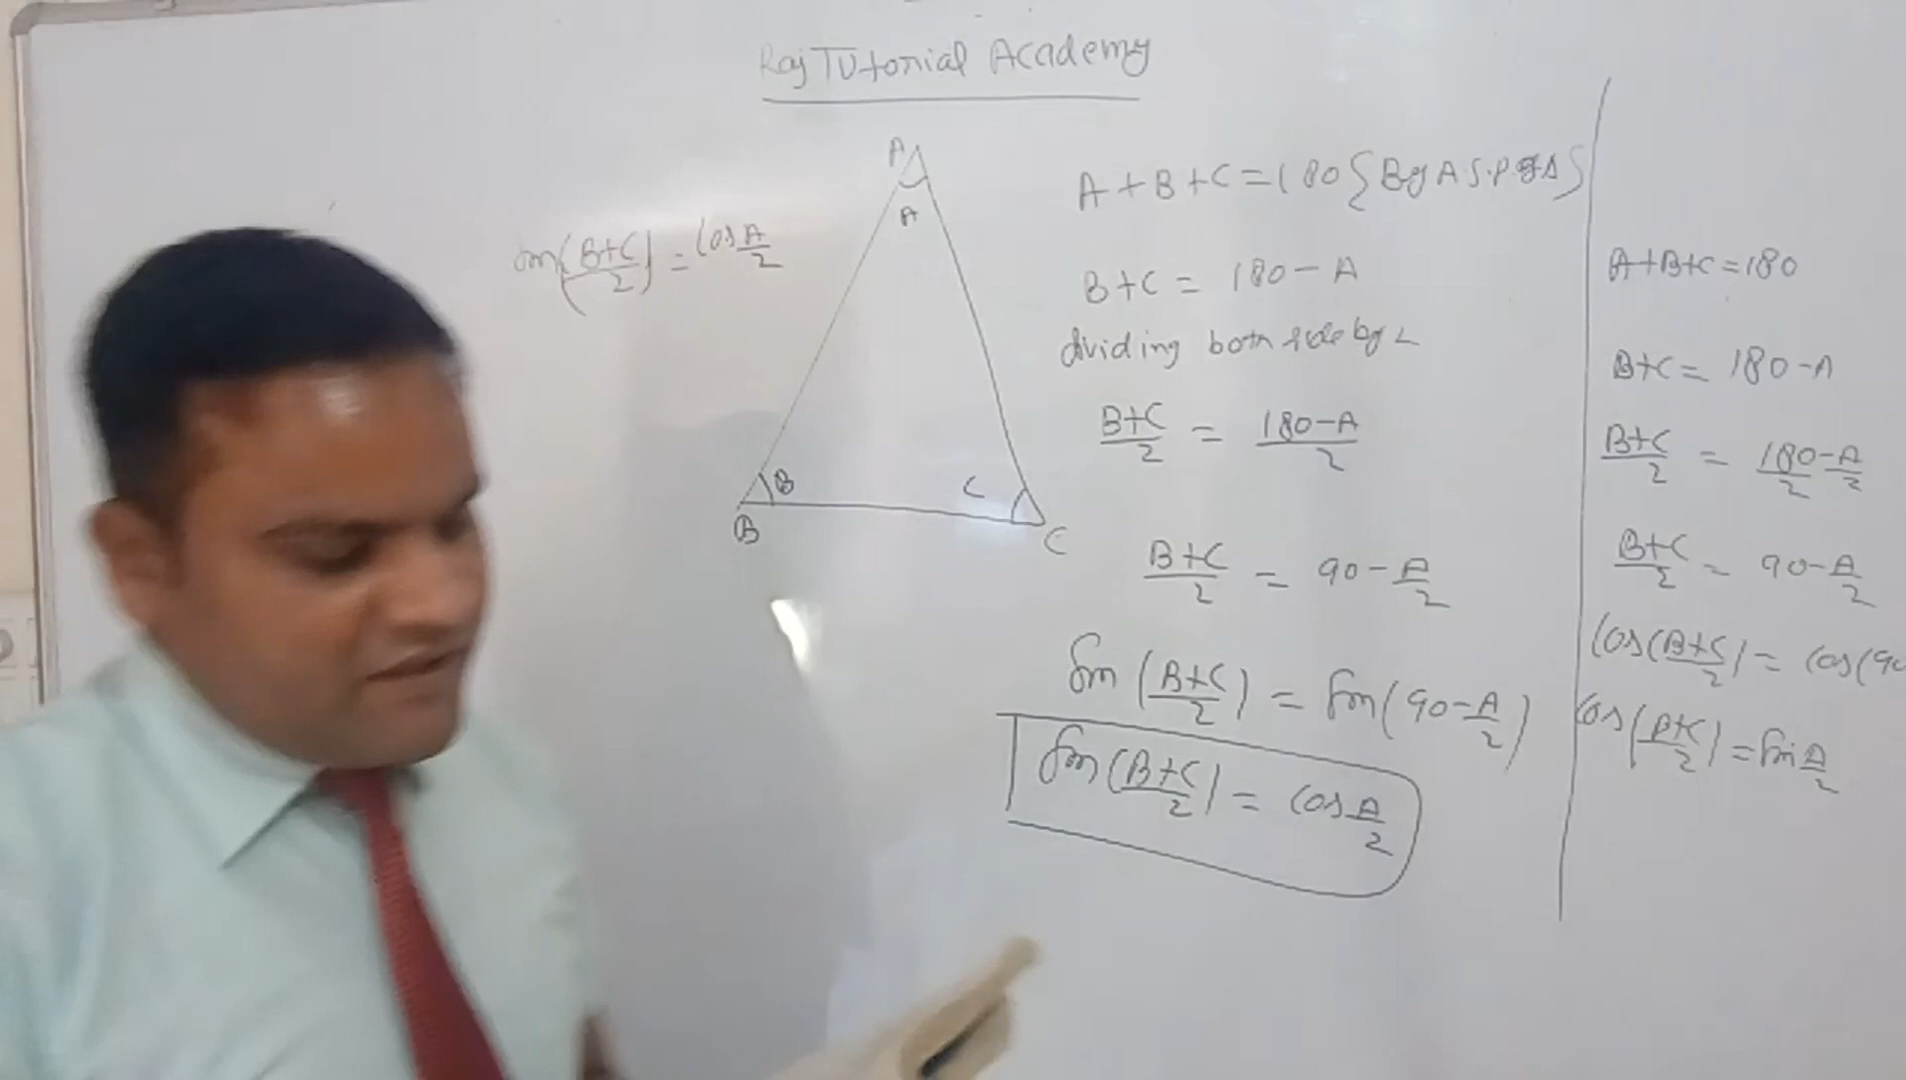 Raj TUtorial Academy
sin(B+C/2) = Cos A/2
A
A
B
B
C
C
A+B+C=180 {By A.S.P of Δ}
B+C = 180-A
dividing both side by 2
B+C/2 = 180-A/2
B+C/2 = 90-A/2
Sin(B+C/2) = Sin(90-A/2)
Sin(B+C/2) = Cos A/2
A+B+C=180
B+C = 180-A
B+C/2 = 180/2-A/2
B+C/2 = 90-A/2
Cos(B+C/2) = Cos(90
Cos(B+C/2) = Sin A/2